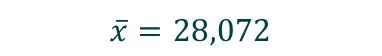 x̄ = 28,072